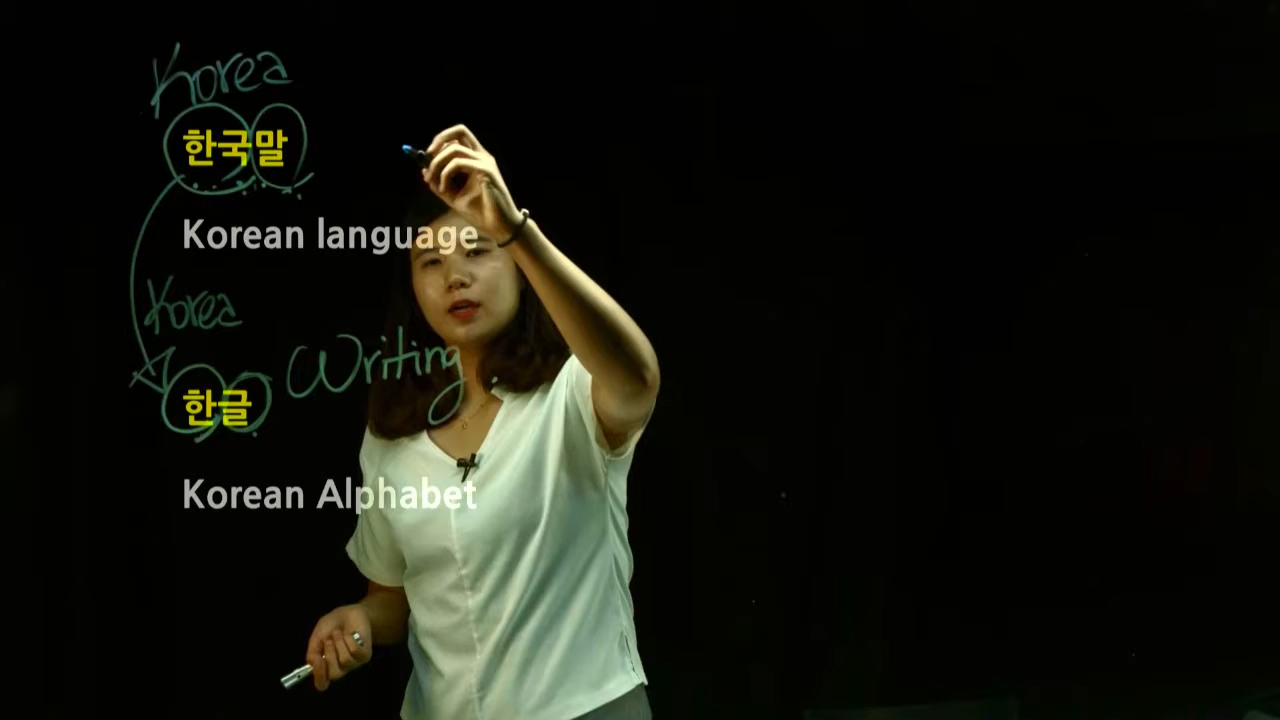 Korea
한국말
Korean language
Korea
한글 Writing
Korean Alphabet